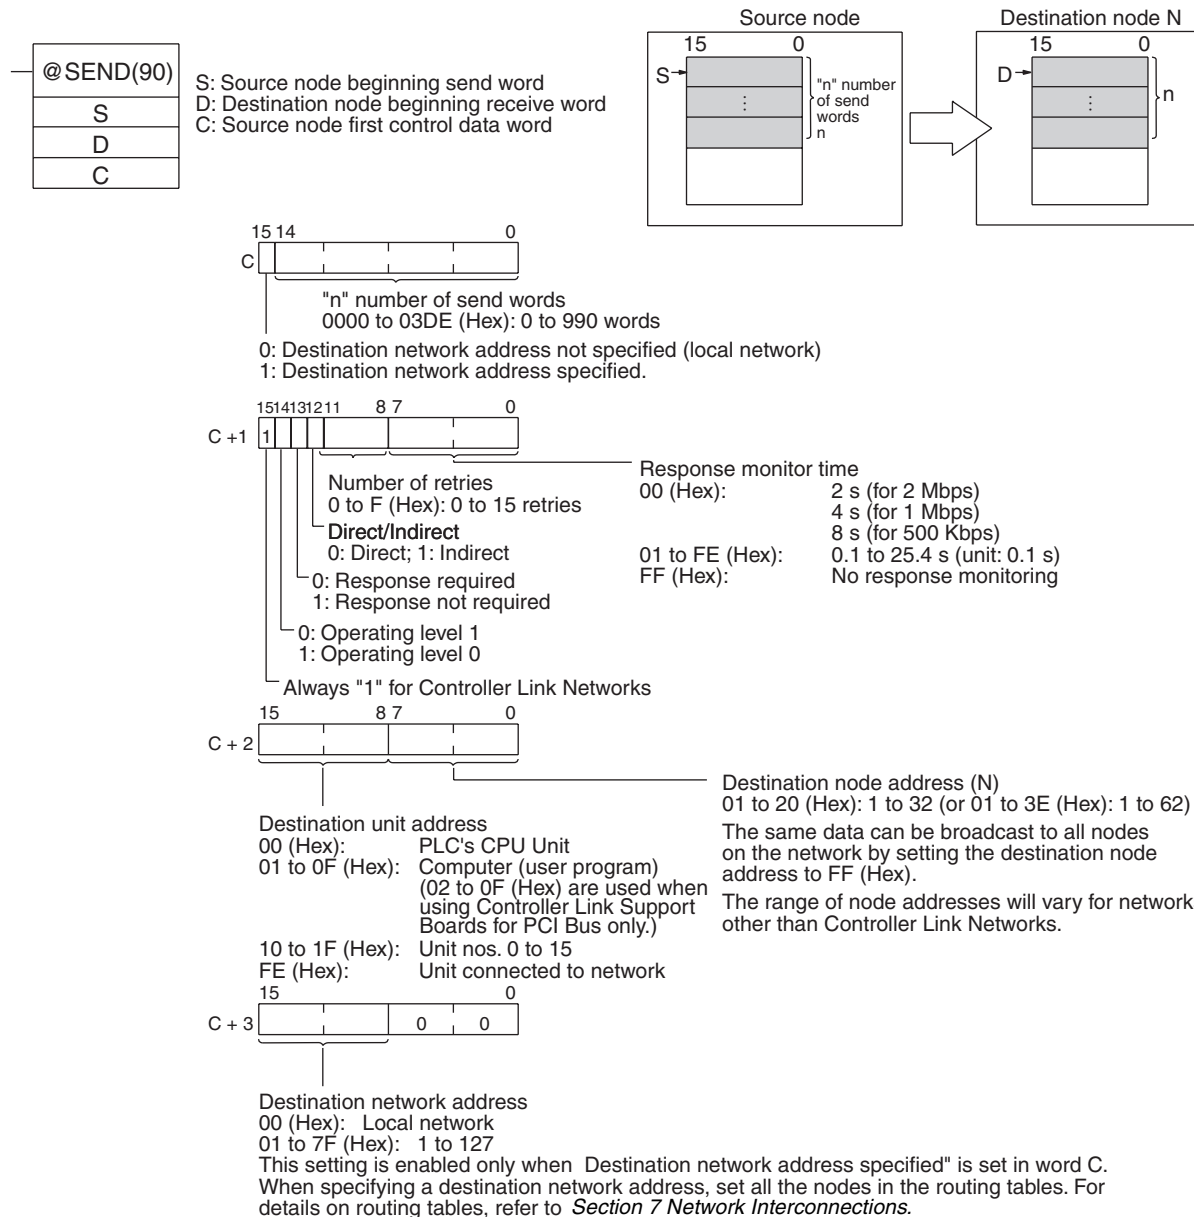 Source node
Destination node N
@SEND(90)
S
D
C
S: Source node beginning send word
D: Destination node beginning receive word
C: Source node first control data word
15 0
S
"n" number
of send
words
n
15 0
D
n
15 14 0
C
"n" number of send words
0000 to 03DE (Hex): 0 to 990 words
0: Destination network address not specified (local network)
1: Destination network address specified.
15 14 13 12 11 8 7 0
C +1
1
Number of retries
0 to F (Hex): 0 to 15 retries
Direct/Indirect
0: Direct; 1: Indirect
0: Response required
1: Response not required
0: Operating level 1
1: Operating level 0
Always "1" for Controller Link Networks
Response monitor time
00 (Hex): 2 s (for 2 Mbps)
4 s (for 1 Mbps)
8 s (for 500 Kbps)
01 to FE (Hex): 0.1 to 25.4 s (unit: 0.1 s)
FF (Hex): No response monitoring
15 8 7 0
C + 2
Destination unit address
00 (Hex): PLC's CPU Unit
01 to 0F (Hex): Computer (user program)
(02 to 0F (Hex) are used when
using Controller Link Support
Boards for PCI Bus only.)
10 to 1F (Hex): Unit nos. 0 to 15
FE (Hex): Unit connected to network
Destination node address (N)
01 to 20 (Hex): 1 to 32 (or 01 to 3E (Hex): 1 to 62)
The same data can be broadcast to all nodes
on the network by setting the destination node
address to FF (Hex).
The range of node addresses will vary for network
other than Controller Link Networks.
15 0
C + 3
0 0
Destination network address
00 (Hex): Local network
01 to 7F (Hex): 1 to 127
This setting is enabled only when Destination network address specified" is set in word C.
When specifying a destination network address, set all the nodes in the routing tables. For
details on routing tables, refer to Section 7 Network Interconnections.